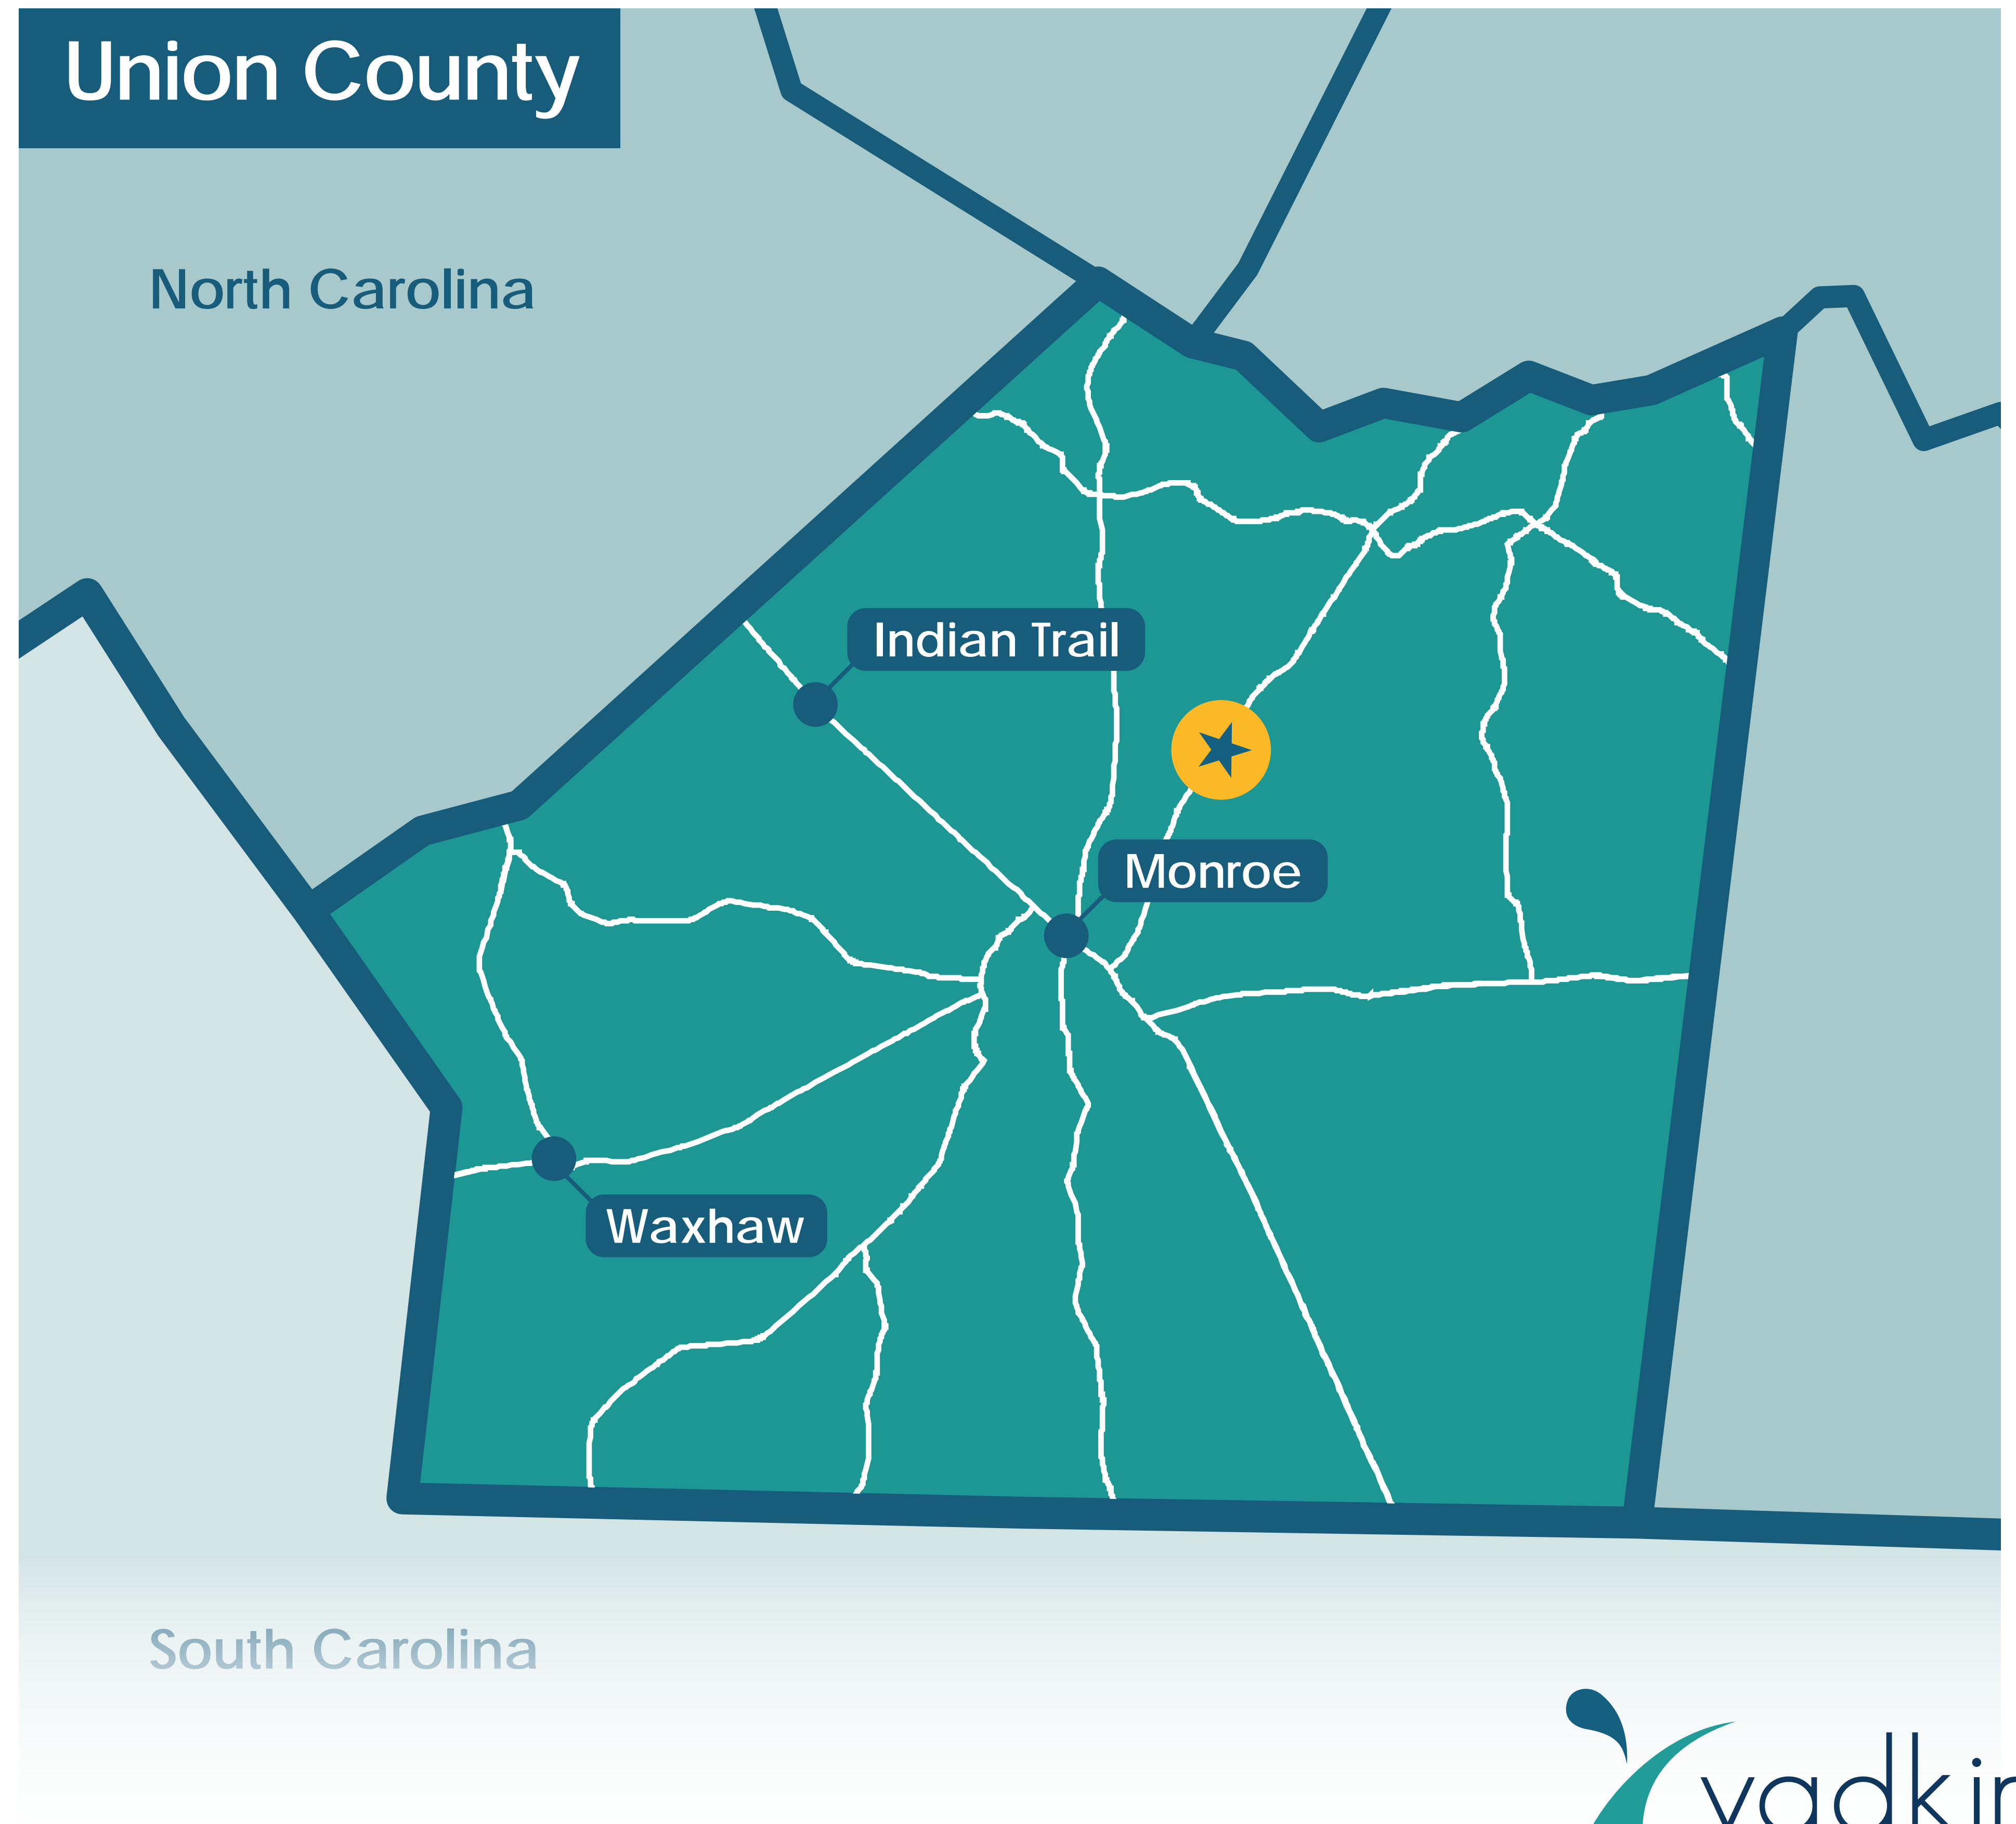 Union County
North Carolina
Indian Trail
Monroe
Waxhaw
South Carolina